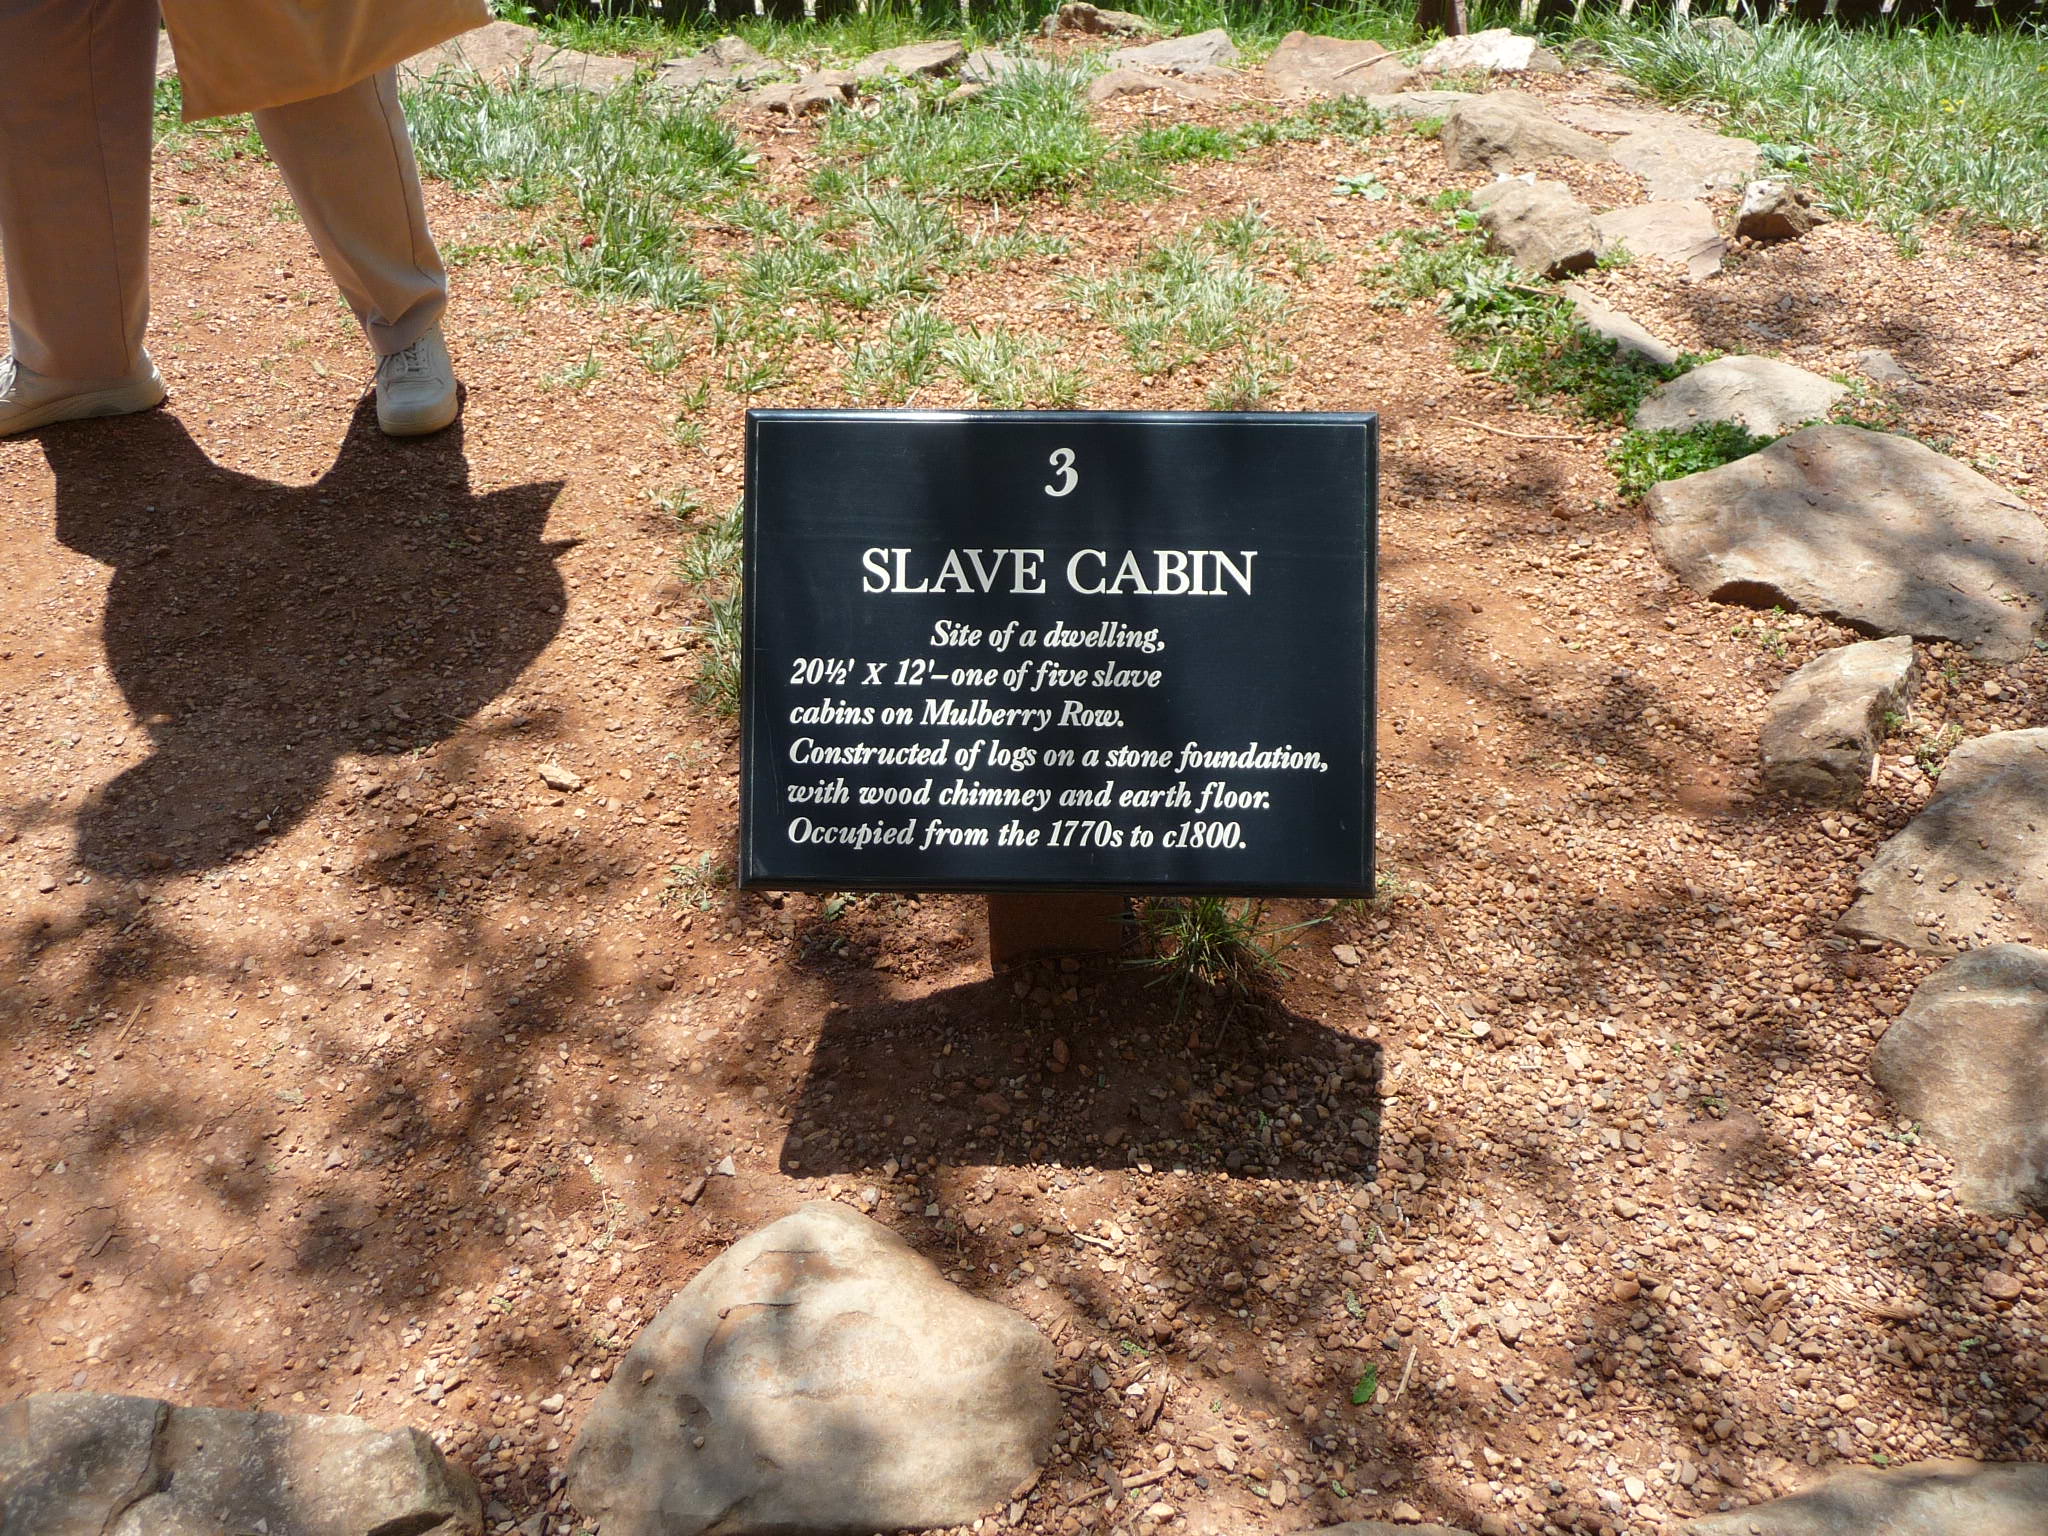 3
SLAVE CABIN
Site of a dwelling,
20½' X 12'–one of five slave
cabins on Mulberry Row.
Constructed of logs on a stone foundation,
with wood chimney and earth floor.
Occupied from the 1770s to c1800.